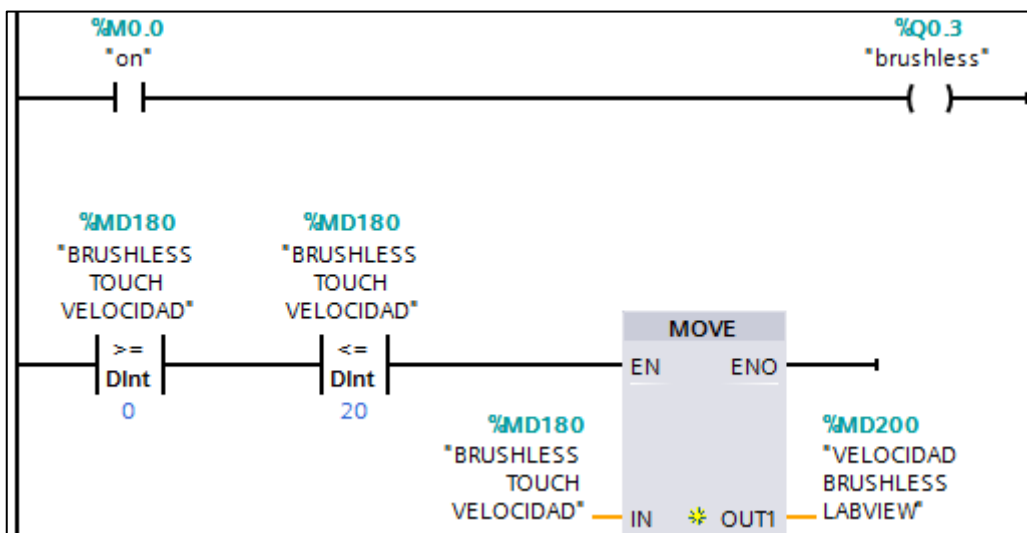 %M0.0
"on"
%Q0.3
"brushless"
%MD180
"BRUSHLESS
TOUCH
VELOCIDAD"
>=
DInt
0
%MD180
"BRUSHLESS
TOUCH
VELOCIDAD"
<=
DInt
20
MOVE
EN ENO
%MD180
"BRUSHLESS
TOUCH
VELOCIDAD"
IN OUT1
%MD200
"VELOCIDAD
BRUSHLESS
LABVIEW"